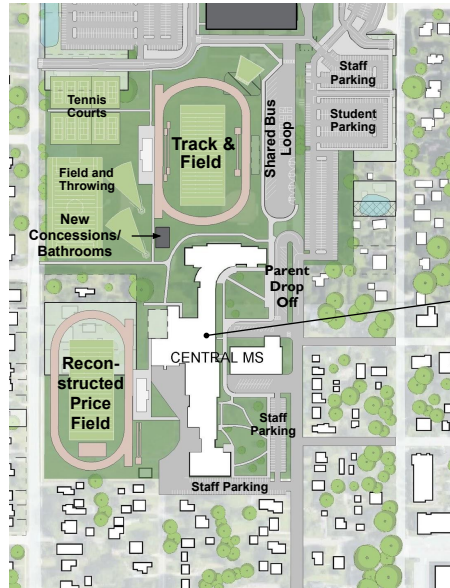 Staff
Parking
Tennis
Courts
Student
Parking
Track &
Field
Shared Bus
Loop
Field and
Throwing
New
Concessions/
Bathrooms
Parent
Drop
Off
CENTRAL MS
Recon-
structed
Price
Field
Staff
Parking
Staff Parking